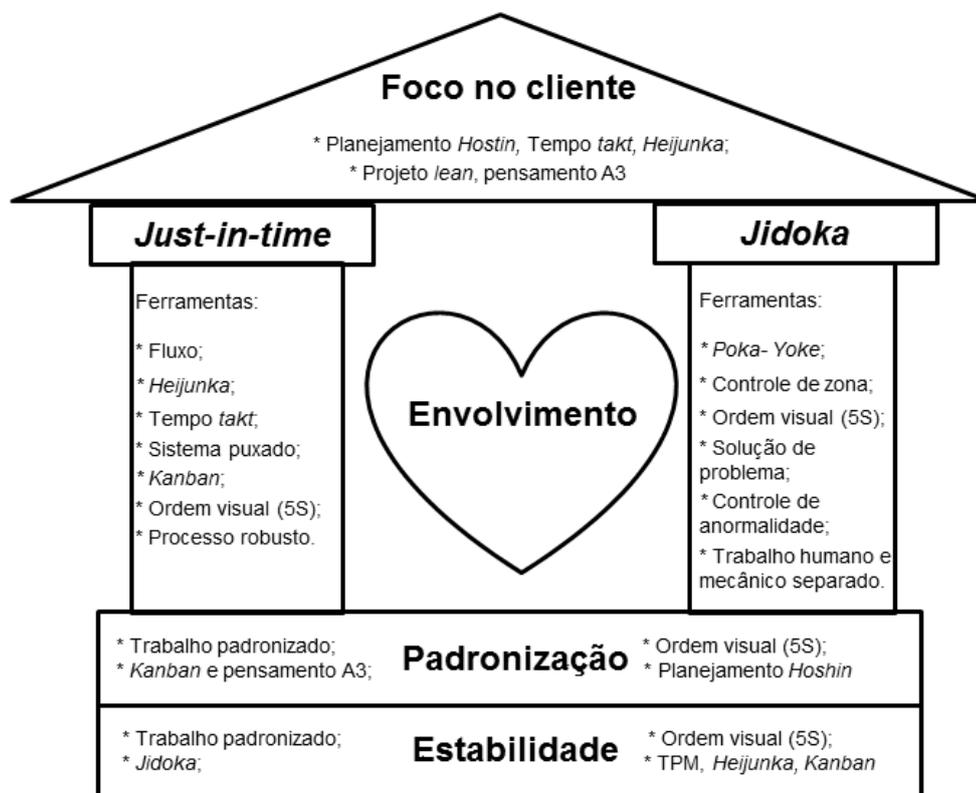 Foco no cliente
* Planejamento Hostin, Tempo takt, Heijunka;
* Projeto lean, pensamento A3
Just-in-time
Ferramentas:
* Fluxo;
* Heijunka;
* Tempo takt;
* Sistema puxado;
* Kanban;
* Ordem visual (5S);
* Processo robusto.
Envolvimento
Jidoka
Ferramentas:
* Poka- Yoke;
* Controle de zona;
* Ordem visual (5S);
* Solução de
problema;
* Controle de
anormalidade;
* Trabalho humano e
mecânico separado.
* Trabalho padronizado;
* Kanban e pensamento A3;
Padronização
* Ordem visual (5S);
* Planejamento Hoshin
* Trabalho padronizado;
* Jidoka;
Estabilidade
* Ordem visual (5S);
* TPM, Heijunka, Kanban